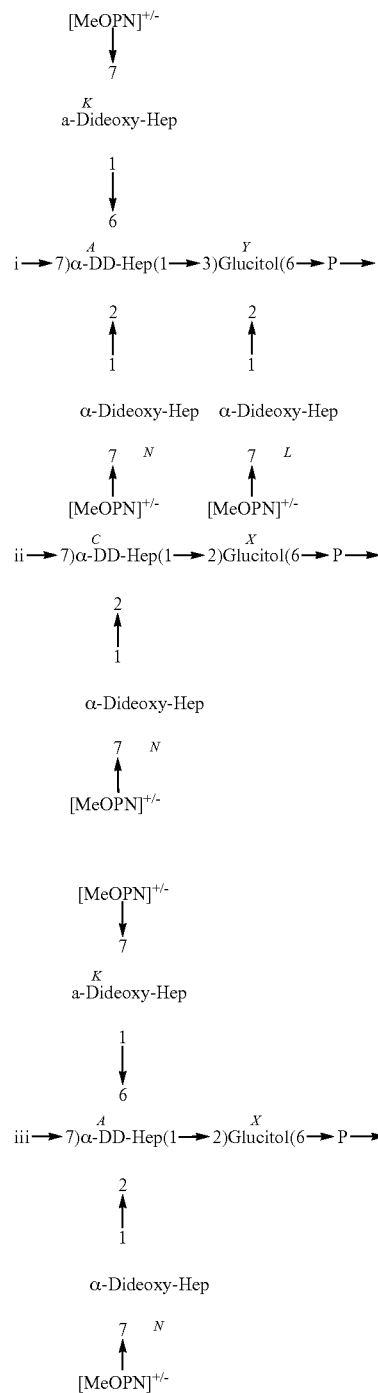 [MeOPN]+/-
7
K
a-Dideoxy-Hep
1
6
A Y
i → 7)α-DD-Hep(1 → 3)Glucitol(6 → P →
2 2
1 1
α-Dideoxy-Hep α-Dideoxy-Hep
7 N 7 L
[MeOPN]+/- [MeOPN]+/-
C X
ii → 7)α-DD-Hep(1 → 2)Glucitol(6 → P →
2
1
α-Dideoxy-Hep
7 N
[MeOPN]+/-
[MeOPN]+/-
7
K
a-Dideoxy-Hep
1
6
A X
iii → 7)α-DD-Hep(1 → 2)Glucitol(6 → P →
2
1
α-Dideoxy-Hep
7 N
[MeOPN]+/-